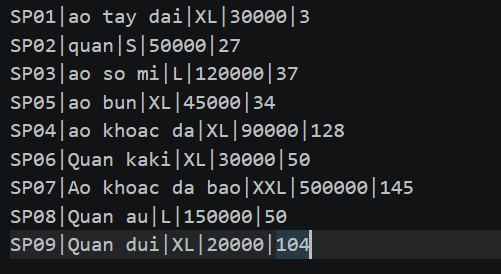 SP01|ao tay dai|XL|30000|3
SP02|quan|S|50000|27
SP03|ao so mi|L|120000|37
SP05|ao bun|XL|45000|34
SP04|ao khoac da|XL|90000|128
SP06|Quan kaki|XL|30000|50
SP07|Ao khoac da bao|XXL|500000|145
SP08|Quan au|L|150000|50
SP09|Quan dui|XL|20000|104